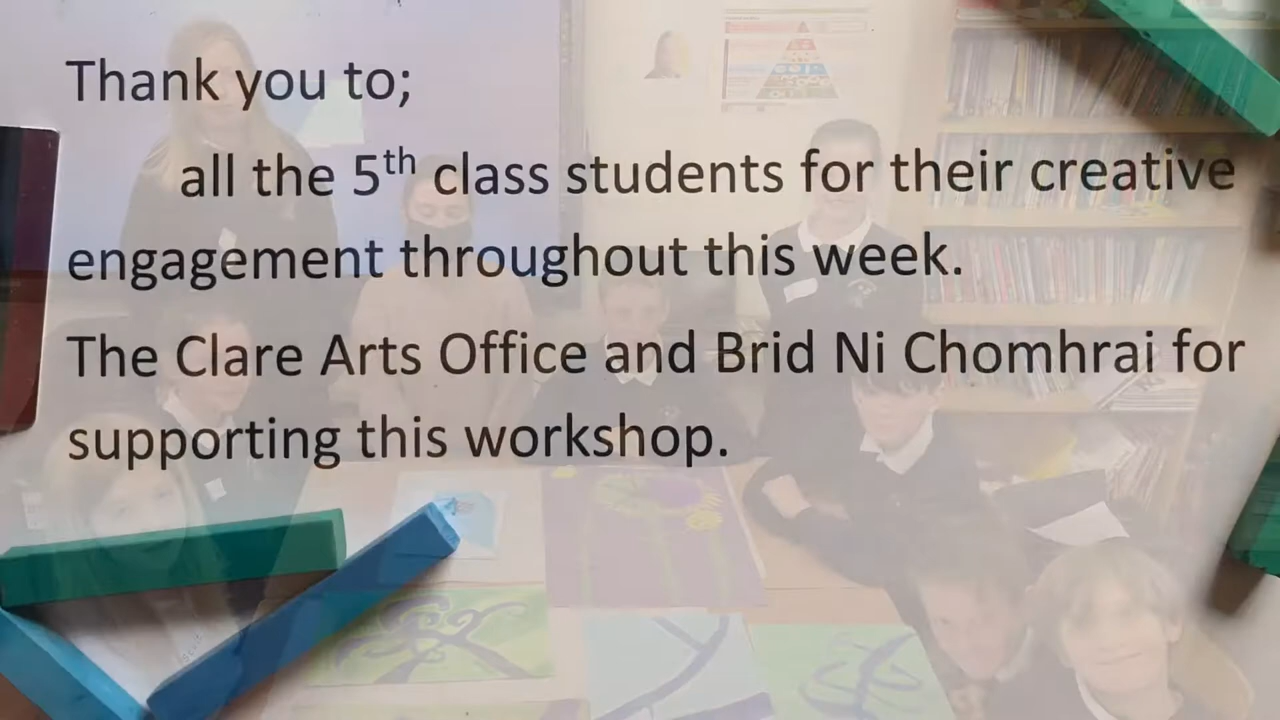 Thank you to;
all the 5th class students for their creative
engagement throughout this week.
The Clare Arts Office and Brid Ni Chomhrai for
supporting this workshop.